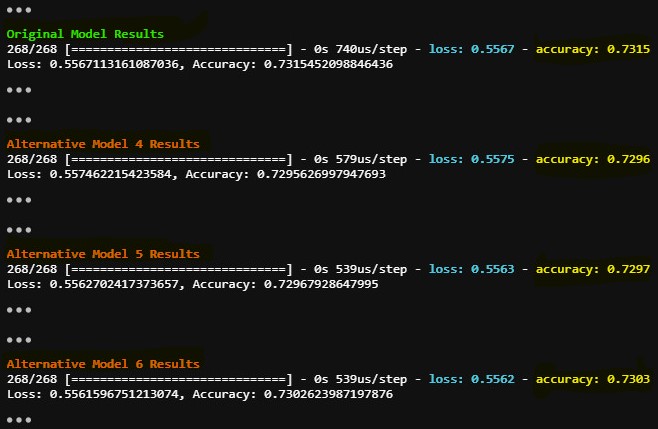 •••
Original Model Results
268/268 [==============================] - 0s 740us/step - loss: 0.5567 - accuracy: 0.7315
Loss: 0.5567113161087036, Accuracy: 0.7315452098846436
•••
•••
Alternative Model 4 Results
268/268 [==============================] - 0s 579us/step - loss: 0.5575 - accuracy: 0.7296
Loss: 0.557462215423584, Accuracy: 0.7295626997947693
•••
•••
Alternative Model 5 Results
268/268 [==============================] - 0s 539us/step - loss: 0.5563 - accuracy: 0.7297
Loss: 0.5562702417373657, Accuracy: 0.72967928647995
•••
•••
Alternative Model 6 Results
268/268 [==============================] - 0s 539us/step - loss: 0.5562 - accuracy: 0.7303
Loss: 0.5561596751213074, Accuracy: 0.7302623987197876
•••